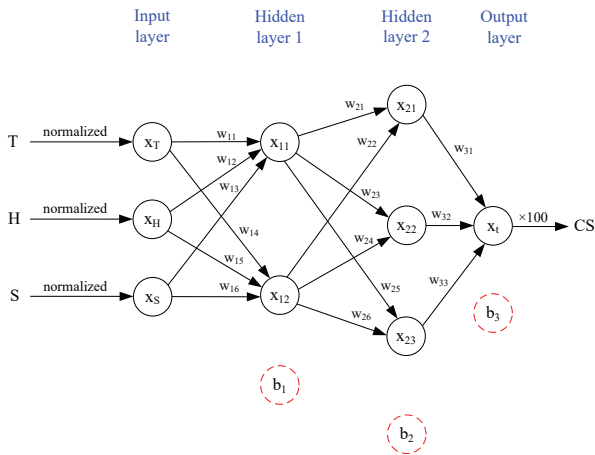 Input
layer
Hidden
layer 1
Hidden
layer 2
Output
layer
T
normalized
x_T
w_11
w_12
w_13
w_14
x_11
w_21
w_22
x_21
w_31
H
normalized
x_H
w_15
w_23
w_24
x_22
w_32
x_t
×100
CS
S
normalized
x_S
w_16
x_12
w_25
w_26
x_23
w_33
b_3
b_1
b_2